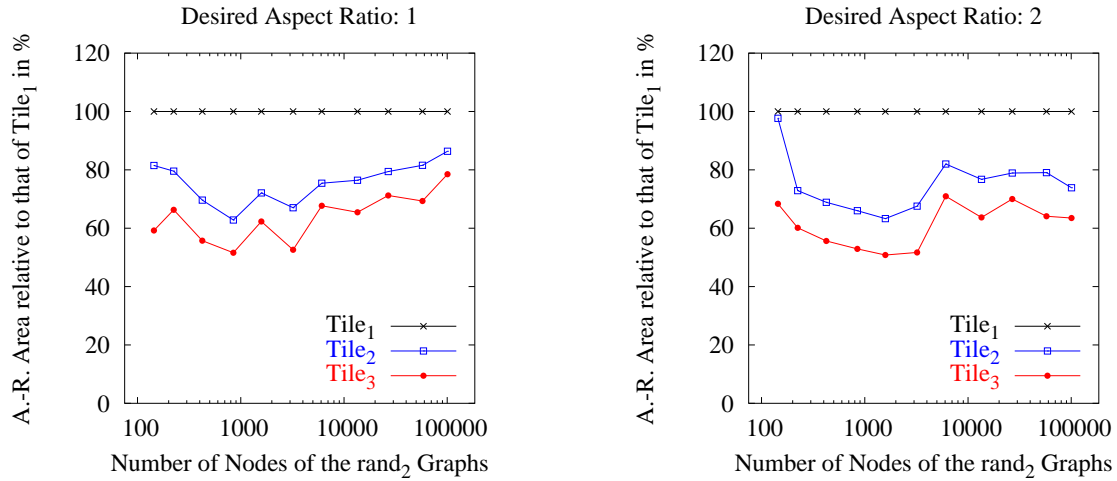 Desired Aspect Ratio: 1
A.-R. Area relative to that of Tile1 in %
120
100
80
60
40
20
0
Tile1
Tile2
Tile3
100 1000 10000 100000
Number of Nodes of the rand2 Graphs
Desired Aspect Ratio: 2
A.-R. Area relative to that of Tile1 in %
120
100
80
60
40
20
0
Tile1
Tile2
Tile3
100 1000 10000 100000
Number of Nodes of the rand2 Graphs